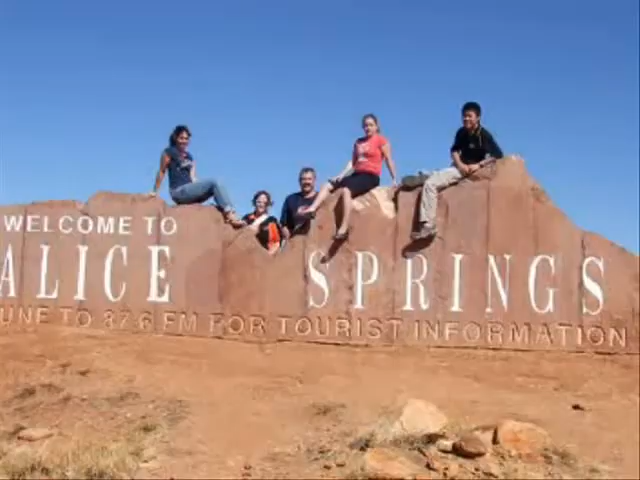 WELCOME TO
ALICE SPRINGS
UNE TO 87.6 FM FOR TOURIST INFORMATION